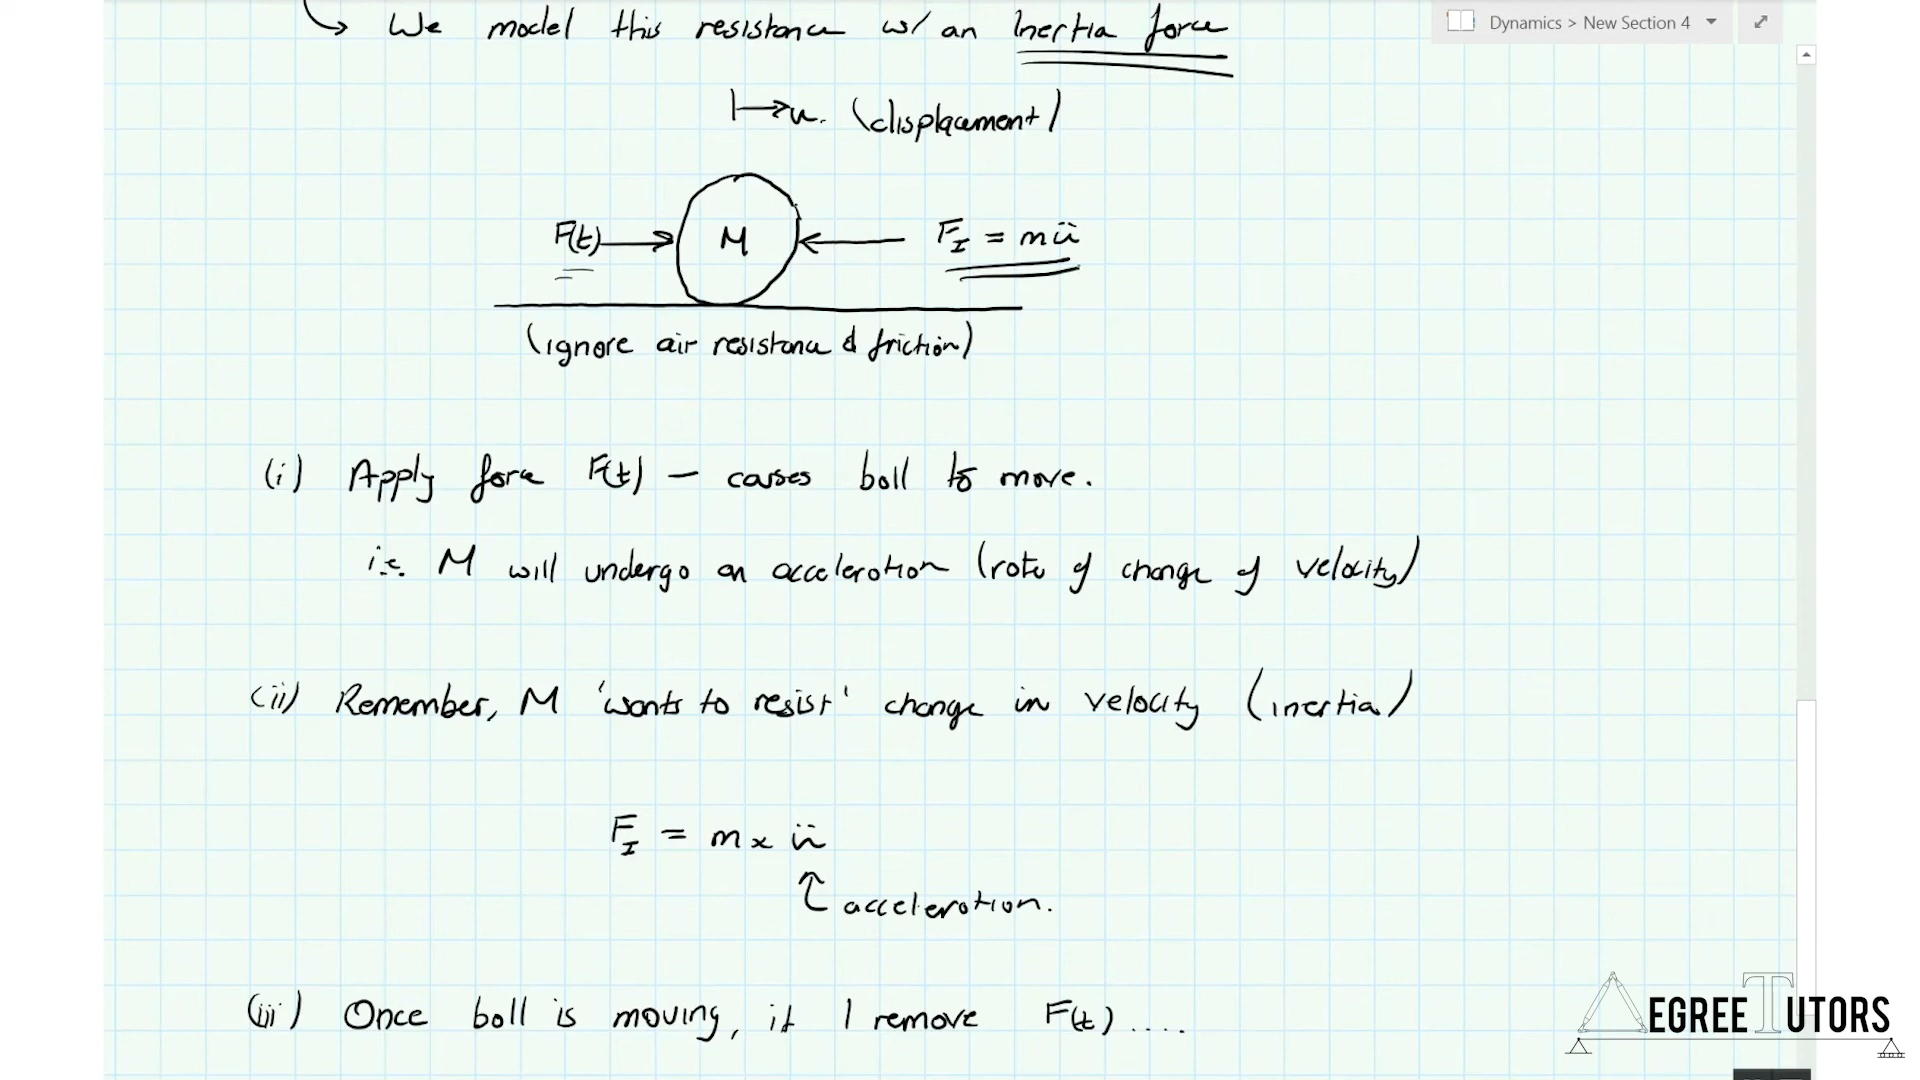 We model this resistance w/ an Inertia force
Dynamics > New Section 4
u. (displacement)
F(t)
M
F_I = mü
(ignore air resistance & friction)
(i) Apply force F(t) – causes ball to move.
i.e. M will undergo an acceleration (rate of change of velocity)
(ii) Remember, M 'wants to resist' change in velocity (inertia)
F_I = m x ü
acceleration.
(iii) Once ball is moving, if I remove F(t) ....
DEGREE TUTORS